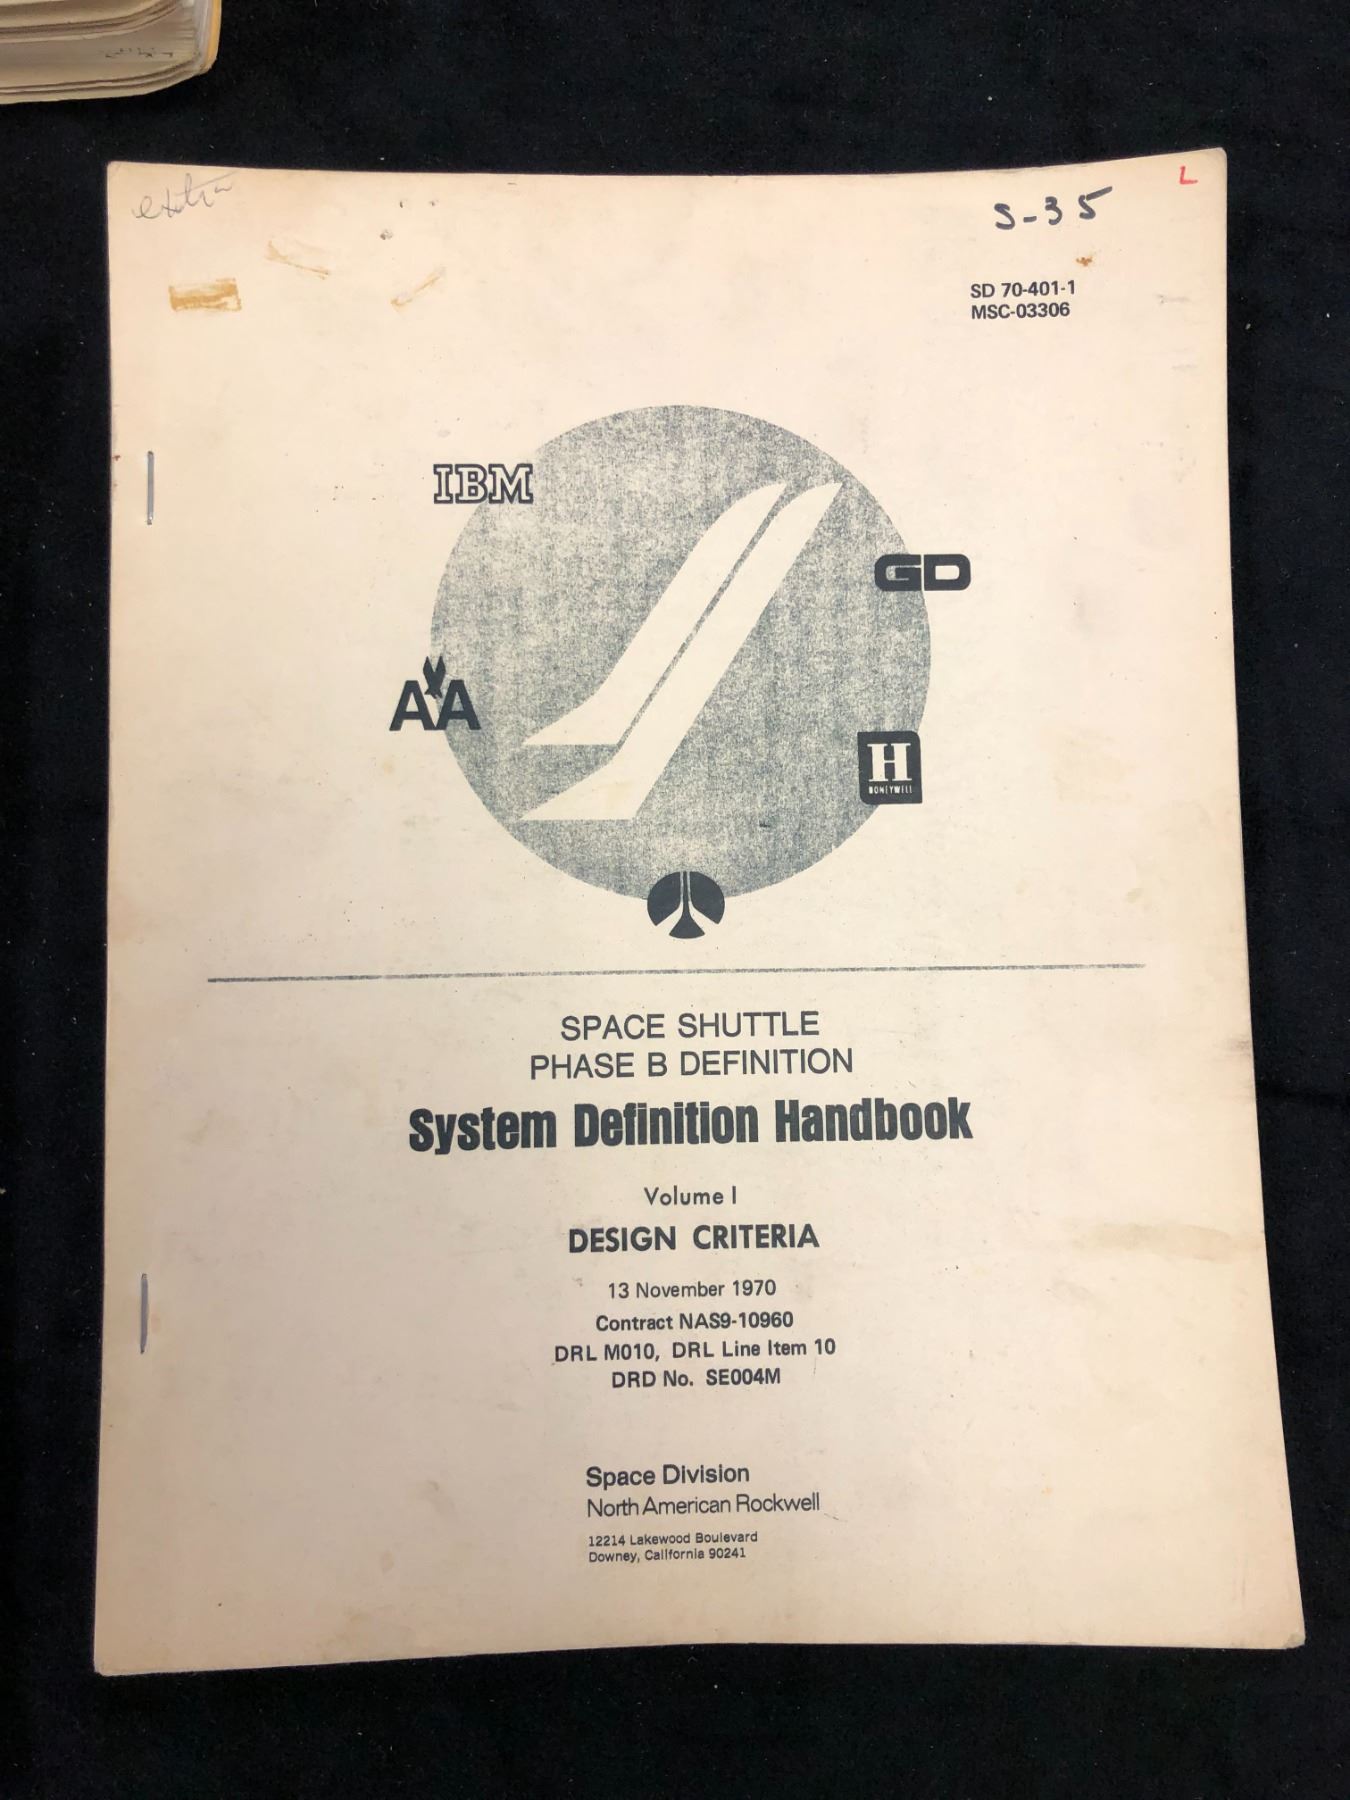 extra
L
S-35
SD 70-401-1
MSC-03306
IBM
GD
AA
H
HONEYWELL
SPACE SHUTTLE
PHASE B DEFINITION
System Definition Handbook
Volume I
DESIGN CRITERIA
13 November 1970
Contract NAS9-10960
DRL M010, DRL Line Item 10
DRD No. SE004M
Space Division
North American Rockwell
12214 Lakewood Boulevard
Downey, California 90241